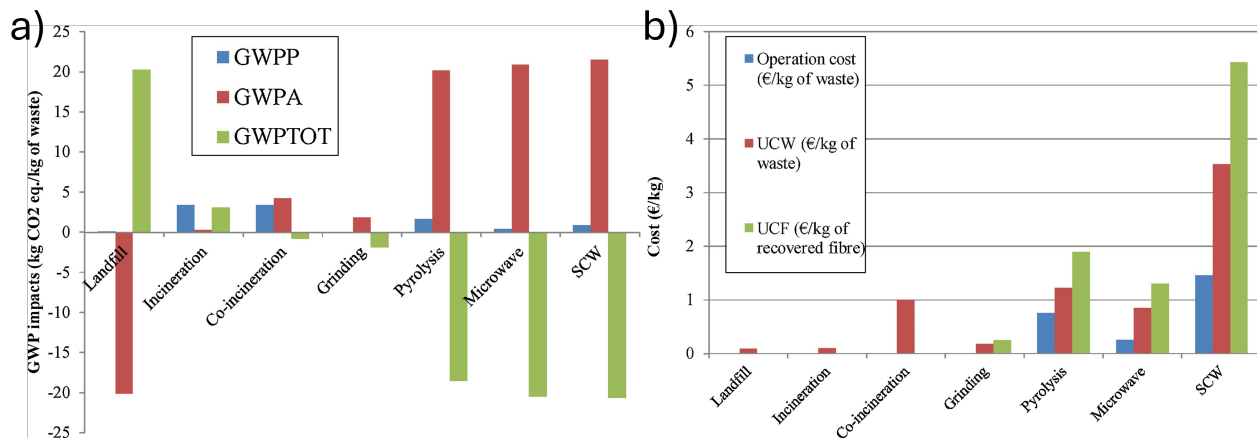 a)
GWP impacts (kg CO2 eq./kg of waste)
25
20
15
10
5
0
-5
-10
-15
-20
-25
GWPP
GWPA
GWPTOT
Landfill
Incineration
Co-incineration
Grinding
Pyrolysis
Microwave
SCW
b)
Cost (€/kg)
6
5
4
3
2
1
0
Operation cost
(€/kg of waste)
UCW (€/kg of
waste)
UCF (€/kg of
recovered fibre)
Landfill
Incineration
Co-incineration
Grinding
Pyrolysis
Microwave
SCW